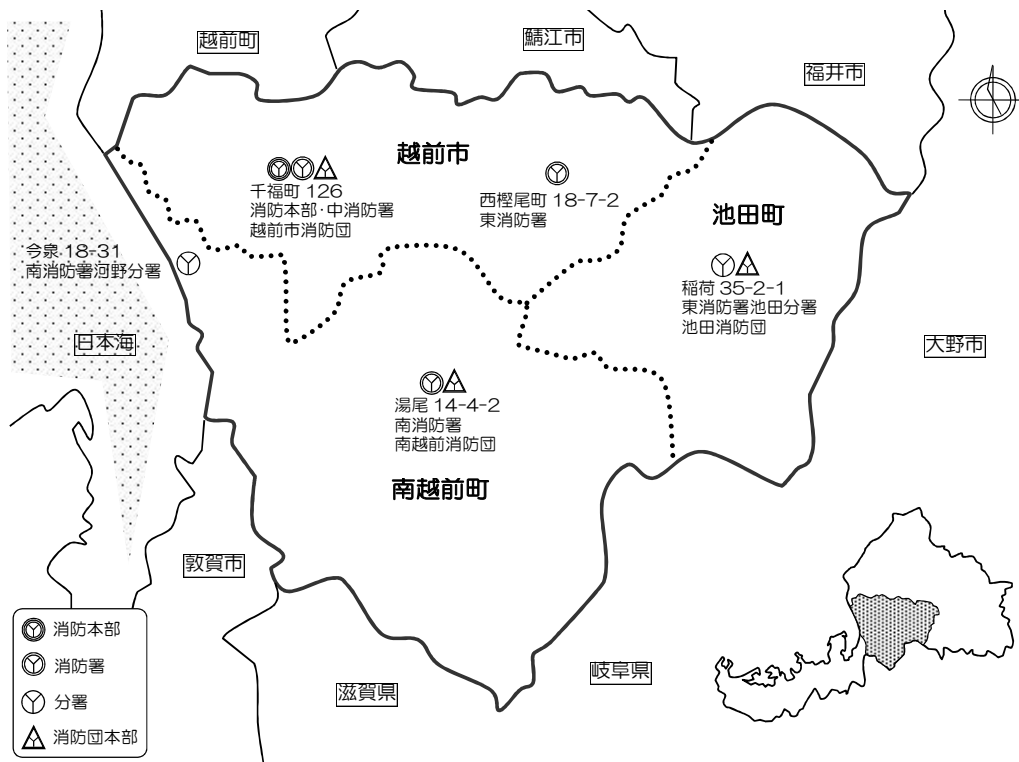 越前町
鯖江市
福井市
越前市
千福町 126
消防本部・中消防署
越前市消防団
西樫尾町 18-7-2
東消防署
池田町
今泉 18-31
南消防署河野分署
稲荷 35-2-1
東消防署池田分署
池田消防団
日本海
大野市
湯尾 14-4-2
南消防署
南越前消防団
南越前町
敦賀市
滋賀県
岐阜県
消防本部
消防署
分署
消防団本部